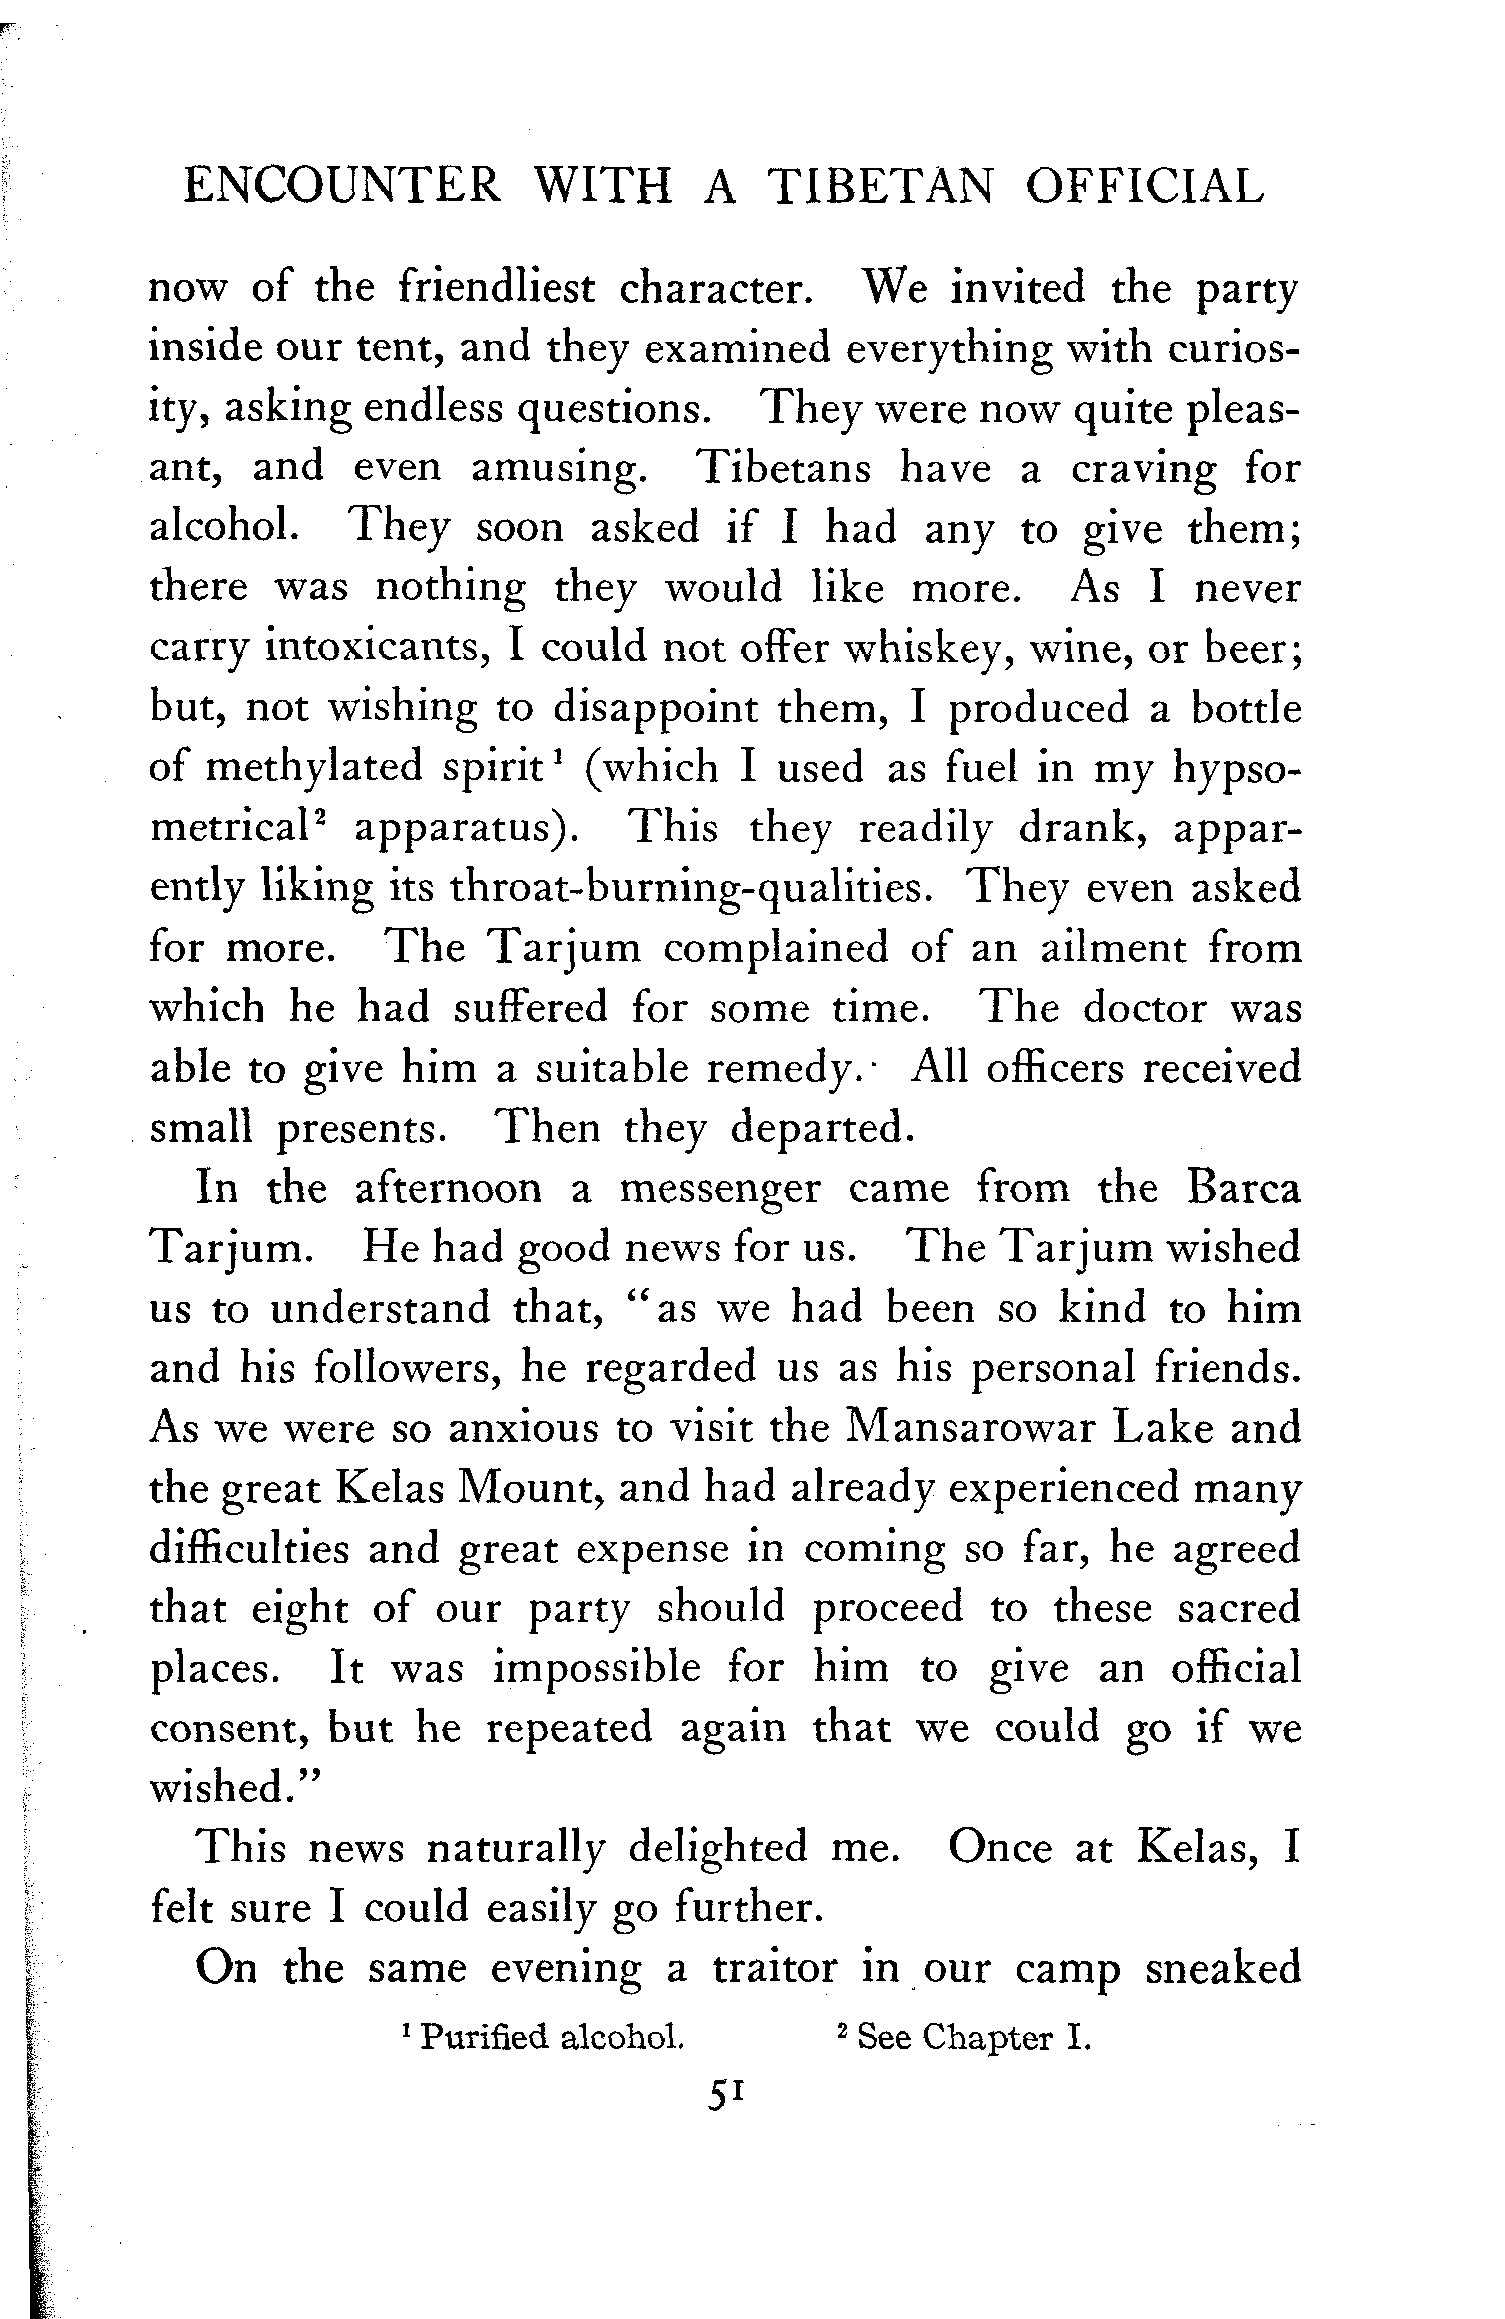 ENCOUNTER WITH A TIBETAN OFFICIAL
now of the friendliest character. We invited the party
inside our tent, and they examined everything with curios-
ity, asking endless questions. They were now quite pleas-
ant, and even amusing. Tibetans have a craving for
alcohol. They soon asked if I had any to give them;
there was nothing they would like more. As I never
carry intoxicants, I could not offer whiskey, wine, or beer;
but, not wishing to disappoint them, I produced a bottle
of methylated spirit¹ (which I used as fuel in my hypso-
metrical² apparatus). This they readily drank, appar-
ently liking its throat-burning-qualities. They even asked
for more. The Tarjum complained of an ailment from
which he had suffered for some time. The doctor was
able to give him a suitable remedy. All officers received
small presents. Then they departed.
In the afternoon a messenger came from the Barca
Tarjum. He had good news for us. The Tarjum wished
us to understand that, “as we had been so kind to him
and his followers, he regarded us as his personal friends.
As we were so anxious to visit the Mansarowar Lake and
the great Kelas Mount, and had already experienced many
difficulties and great expense in coming so far, he agreed
that eight of our party should proceed to these sacred
places. It was impossible for him to give an official
consent, but he repeated again that we could go if we
wished.”
This news naturally delighted me. Once at Kelas, I
felt sure I could easily go further.
On the same evening a traitor in our camp sneaked
¹ Purified alcohol. ² See Chapter I.
51